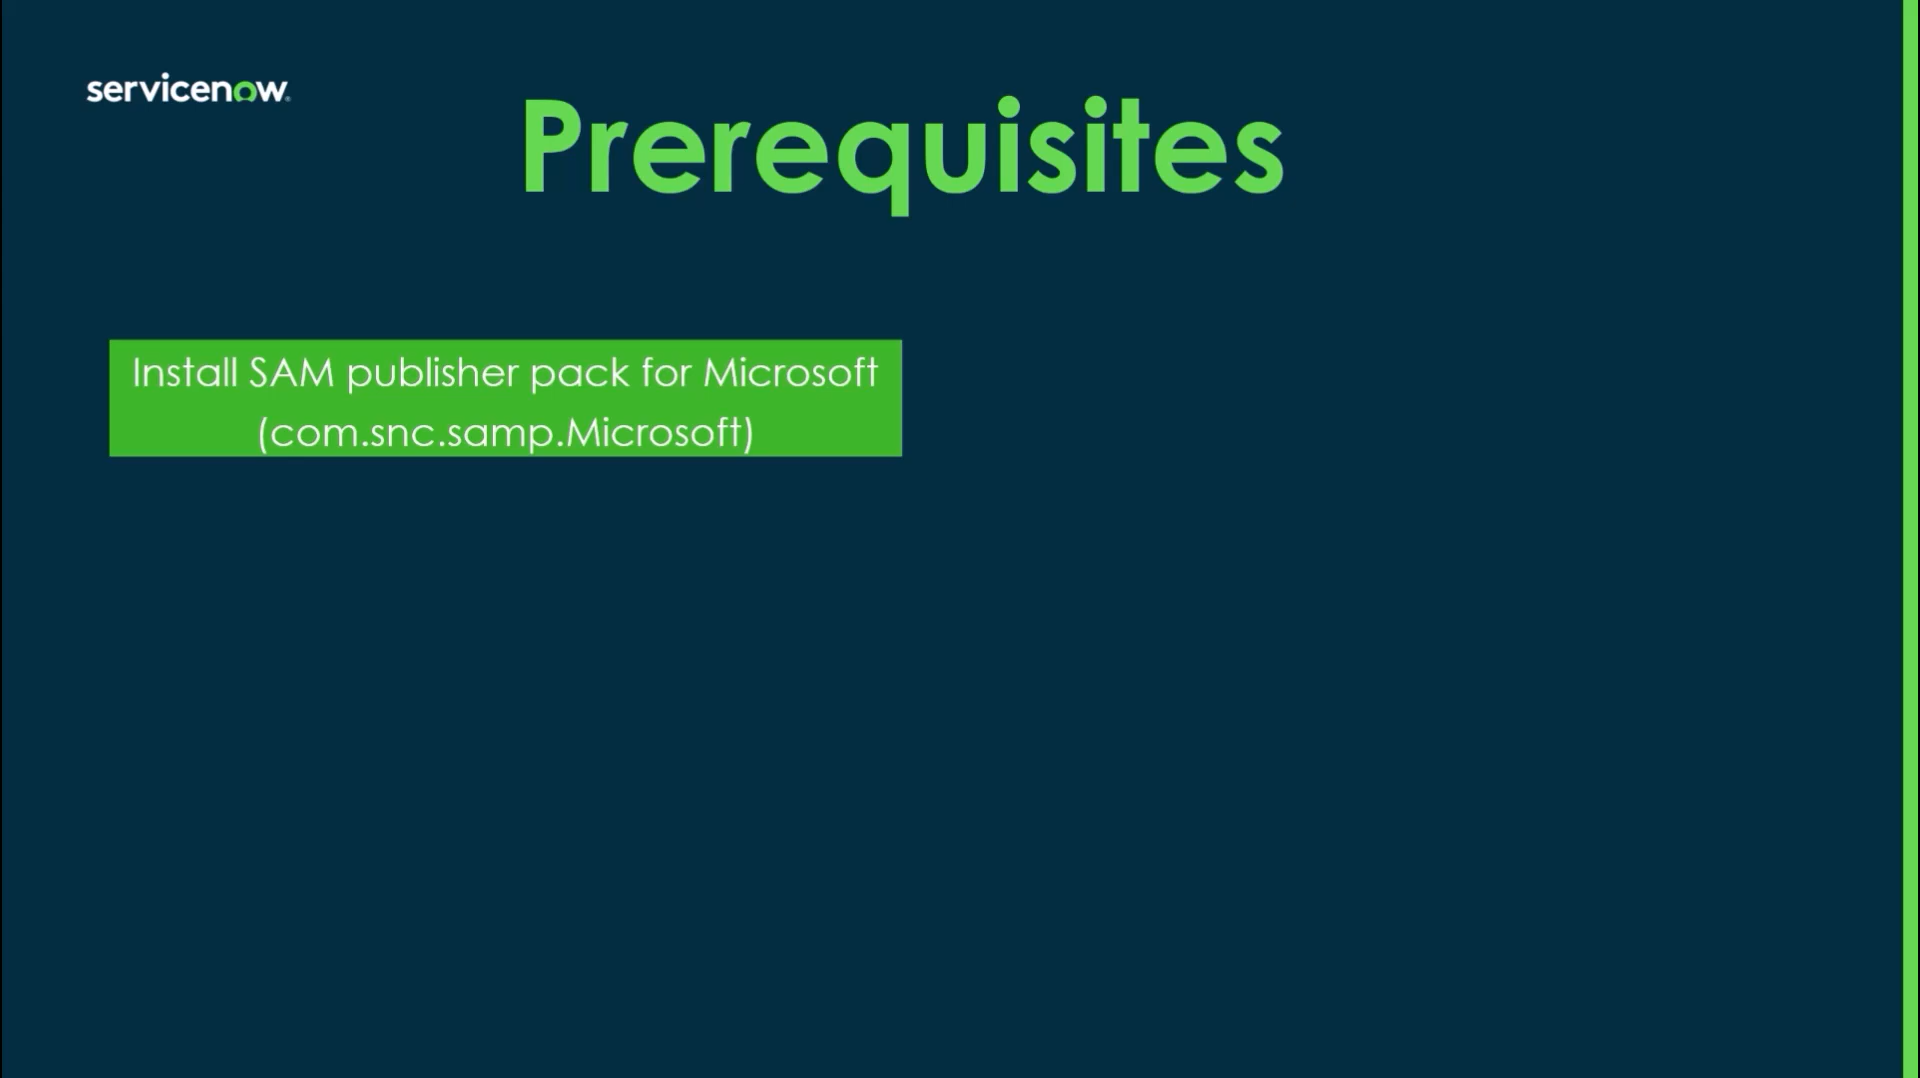 servicenow
Prerequisites
Install SAM publisher pack for Microsoft
(com.snc.samp.Microsoft)